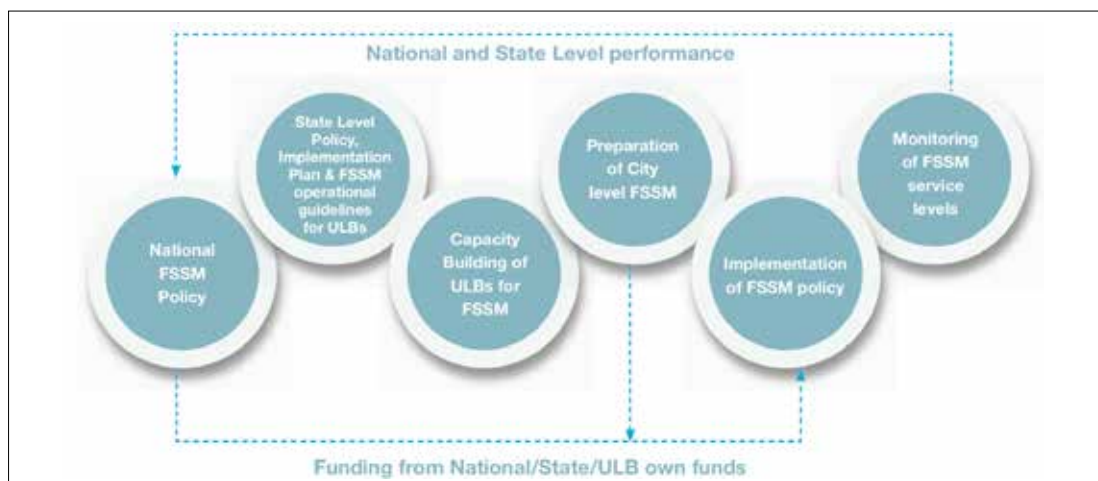 National and State Level performance
National
FSSM
Policy
State Level
Policy,
Implementation
Plan & FSSM
operational
guidelines
for ULBs
Capacity
Building of
ULBs for
FSSM
Preparation
of City
level FSSM
Implementation
of FSSM policy
Monitoring
of FSSM
service
levels
Funding from National/State/ULB own funds